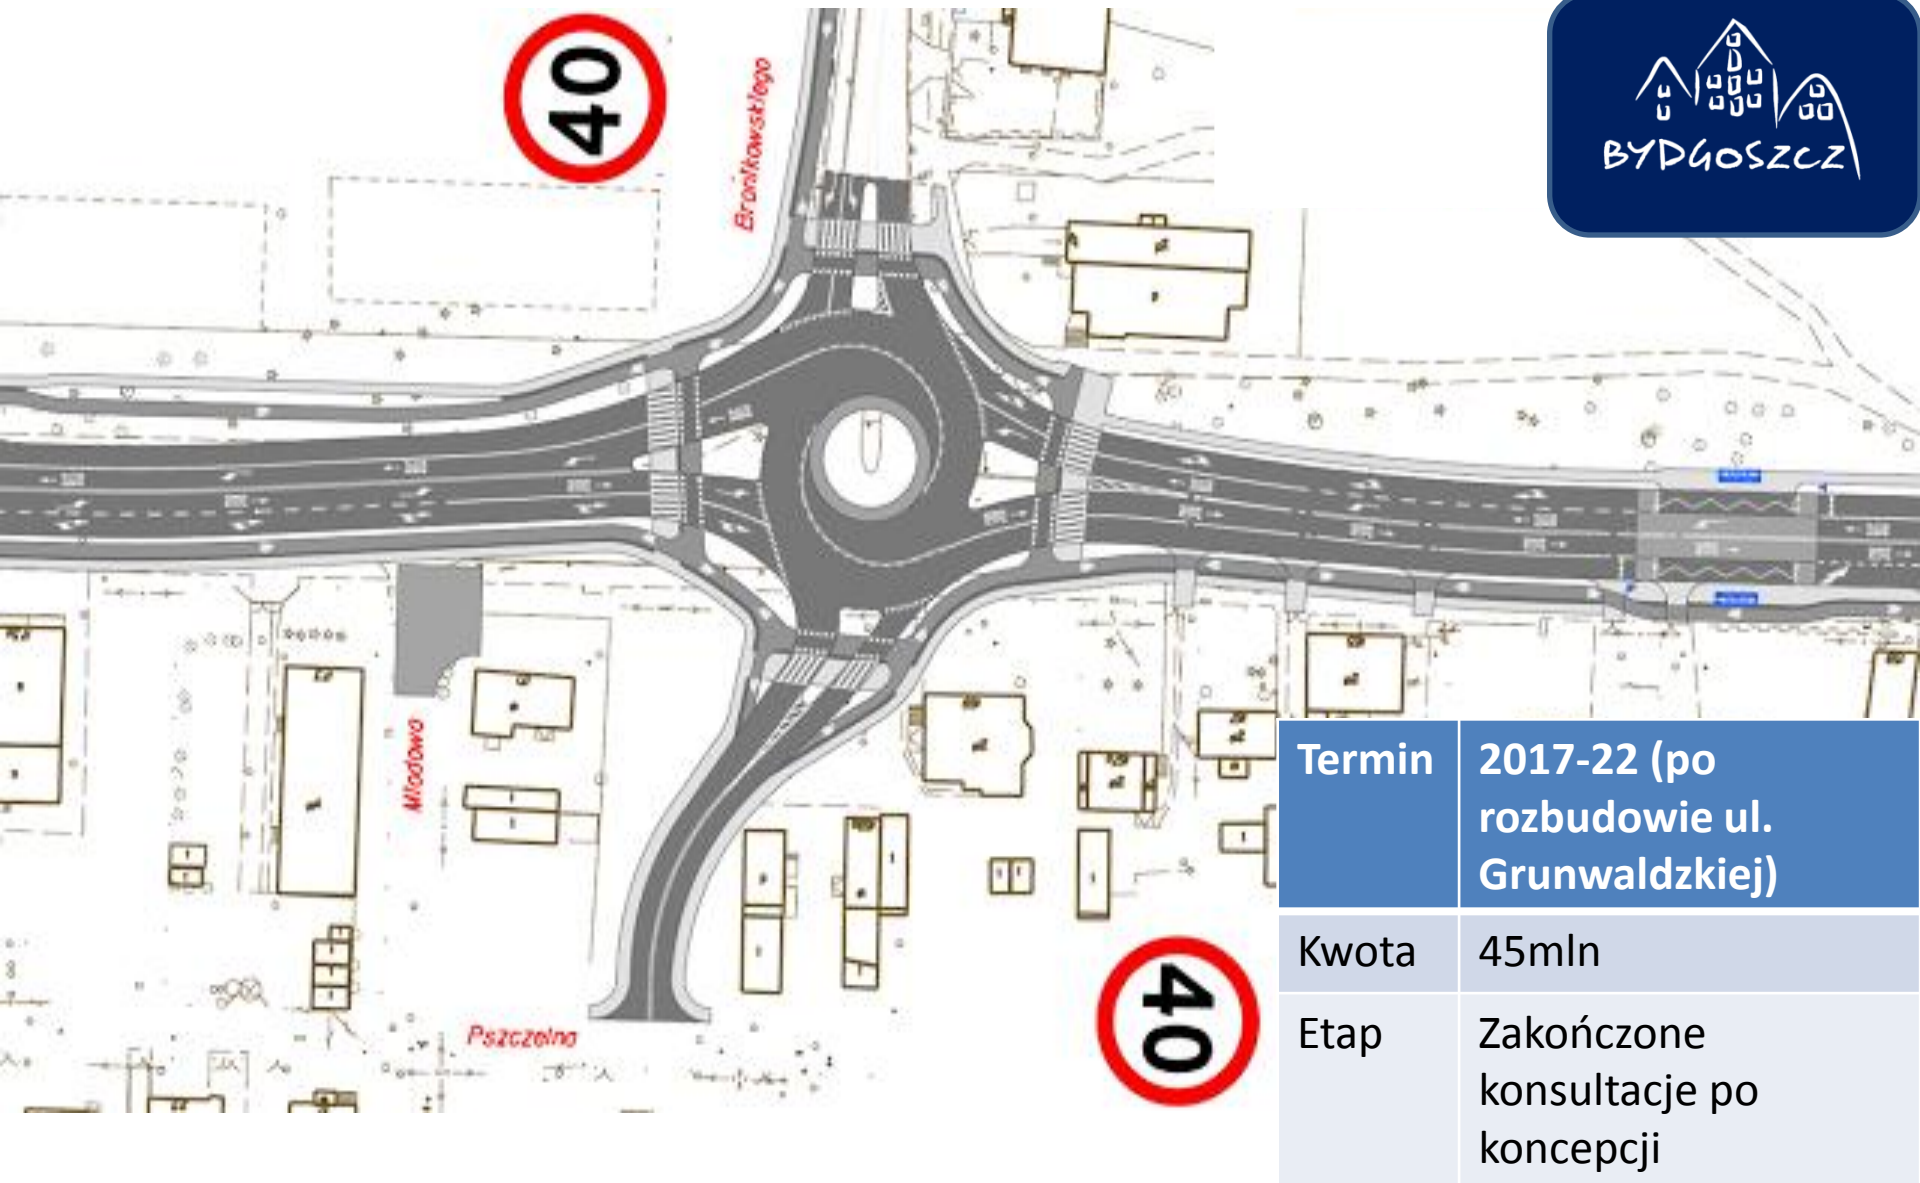 40
Bronikowskiego
BYDGOSZCZ
Miodowa
Pszczelna
40
Termin
2017-22 (po
rozbudowie ul.
Grunwaldzkiej)
Kwota
45mln
Etap
Zakończone
konsultacje po
koncepcji